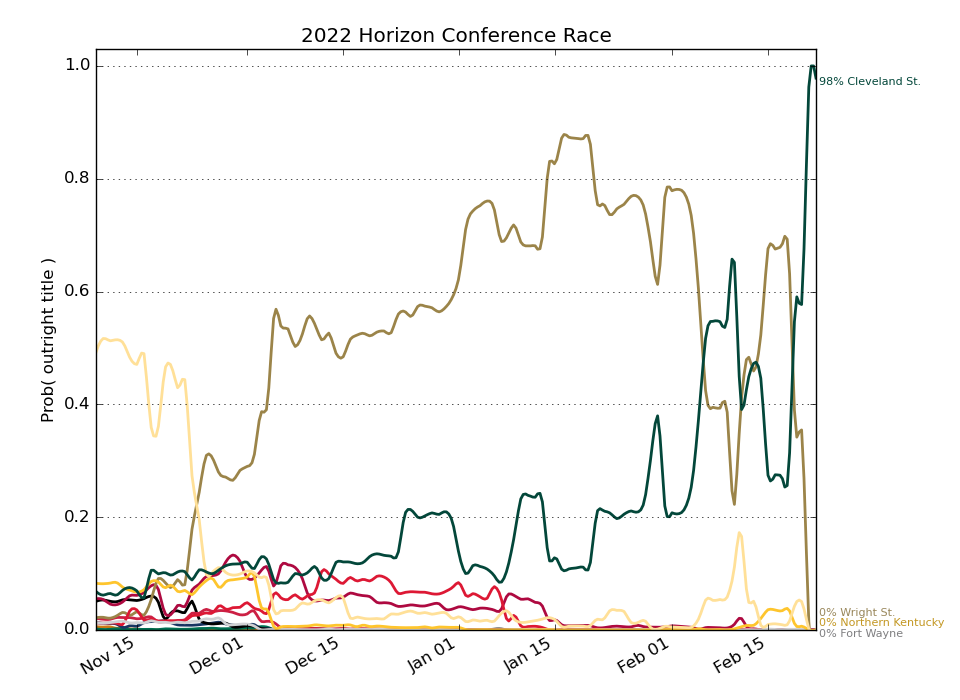 2022 Horizon Conference Race
Prob( outright title )
1.0
0.8
0.6
0.4
0.2
0.0
Nov 15
Dec 01
Dec 15
Jan 01
Jan 15
Feb 01
Feb 15
98% Cleveland St.
0% Wright St.
0% Northern Kentucky
0% Fort Wayne